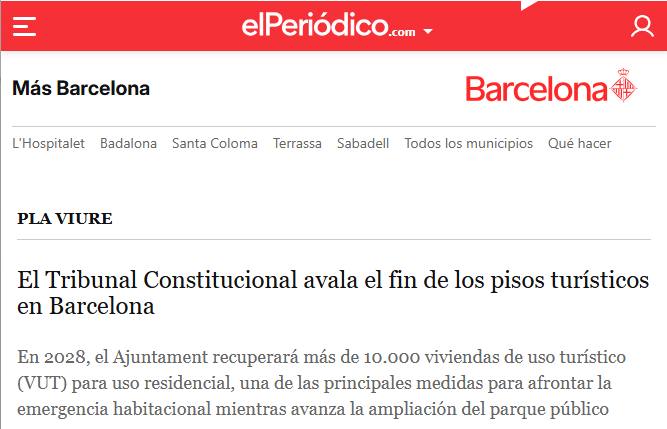 elPeriódico.com
Más Barcelona
Barcelona
L'Hospitalet Badalona Santa Coloma Terrassa Sabadell Todos los municipios Qué hacer
PLA VIURE
El Tribunal Constitucional avala el fin de los pisos turísticos
en Barcelona
En 2028, el Ajuntament recuperará más de 10.000 viviendas de uso turístico
(VUT) para uso residencial, una de las principales medidas para afrontar la
emergencia habitacional mientras avanza la ampliación del parque público